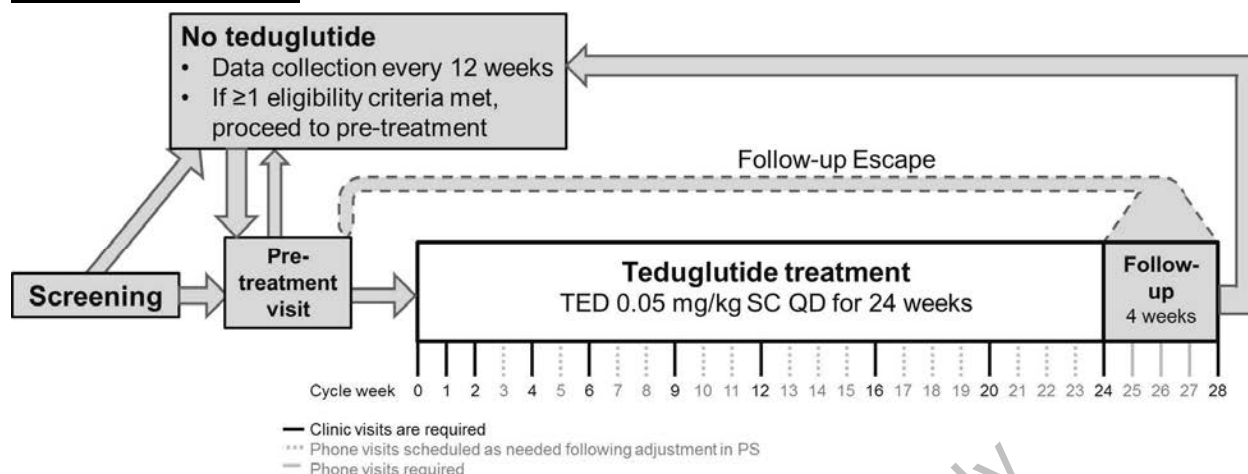 No teduglutide
• Data collection every 12 weeks
• If ≥1 eligibility criteria met,
proceed to pre-treatment
Follow-up Escape
Screening
Pre-
treatment
visit
Teduglutide treatment
TED 0.05 mg/kg SC QD for 24 weeks
Follow-
up
4 weeks
Cycle week 0 1 2 3 4 5 6 7 8 9 10 11 12 13 14 15 16 17 18 19 20 21 22 23 24 25 26 27 28
Clinic visits are required
Phone visits scheduled as needed following adjustment in PS
Phone visits required